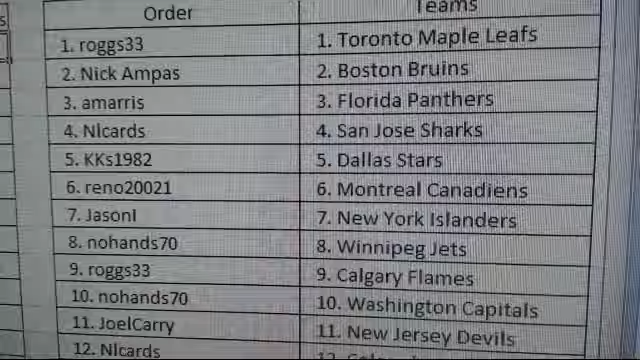 Order Teams
1. roggs33 1. Toronto Maple Leafs
2. Nick Ampas 2. Boston Bruins
3. amarris 3. Florida Panthers
4. Nlcards 4. San Jose Sharks
5. KKs1982 5. Dallas Stars
6. reno20021 6. Montreal Canadiens
7. JasonI 7. New York Islanders
8. nohands70 8. Winnipeg Jets
9. roggs33 9. Calgary Flames
10. nohands70 10. Washington Capitals
11. JoelCarry 11. New Jersey Devils
12. Nlcards 12.